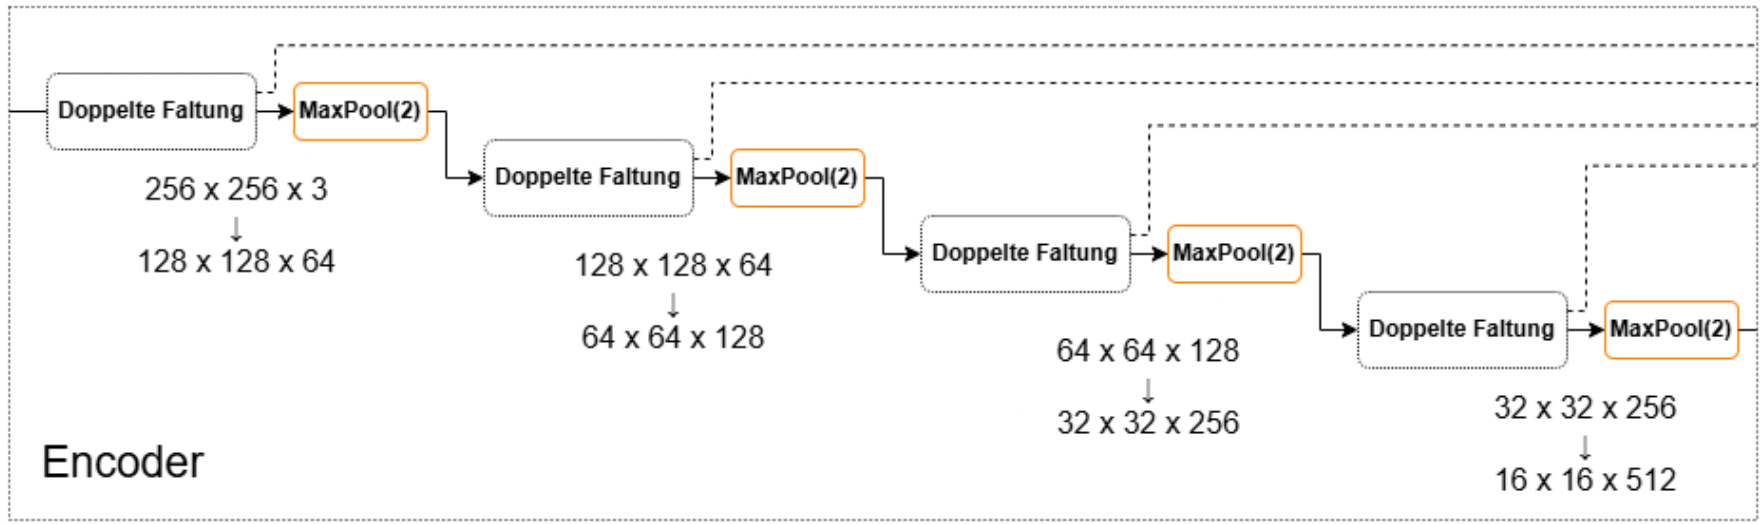 Doppelte Faltung
MaxPool(2)
256 x 256 x 3
↓
128 x 128 x 64
Doppelte Faltung
MaxPool(2)
128 x 128 x 64
↓
64 x 64 x 128
Doppelte Faltung
MaxPool(2)
64 x 64 x 128
↓
32 x 32 x 256
Doppelte Faltung
MaxPool(2)
32 x 32 x 256
↓
16 x 16 x 512
Encoder